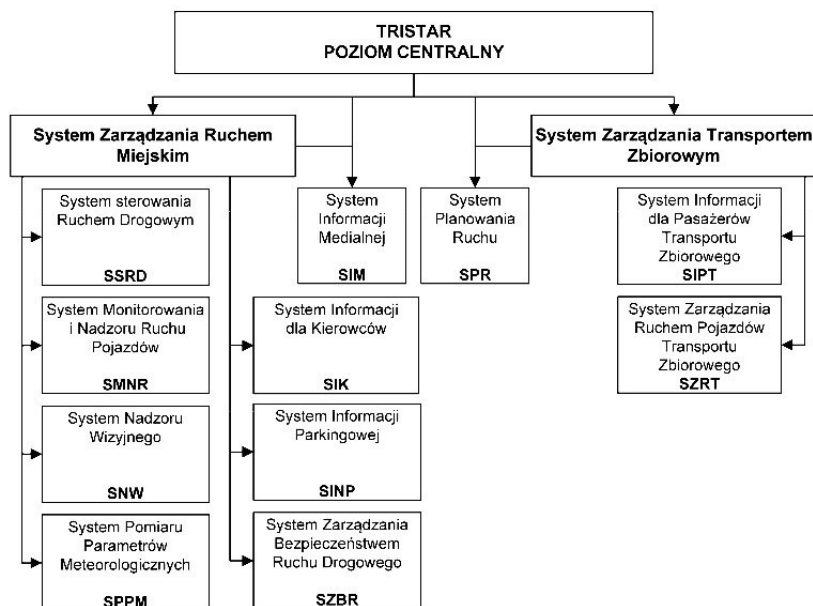 TRISTAR
POZIOM CENTRALNY
System Zarządzania Ruchem
Miejskim
System Zarządzania Transportem
Zbiorowym
System sterowania
Ruchem Drogowym
SSRD
System
Informacji
Medialnej
SIM
System
Planowania
Ruchu
SPR
System Informacji
dla Pasażerów
Transportu
Zbiorowego
SIPT
System Monitorowania
i Nadzoru Ruchu
Pojazdów
SMNR
System Informacji
dla Kierowców
SIK
System Zarządzania
Ruchem Pojazdów
Transportu
Zbiorowego
SZRT
System Nadzoru
Wizyjnego
SNW
System Informacji
Parkingowej
SINP
System Pomiaru
Parametrów
Meteorologicznych
SPPM
System Zarządzania
Bezpieczeństwem
Ruchu Drogowego
SZBR